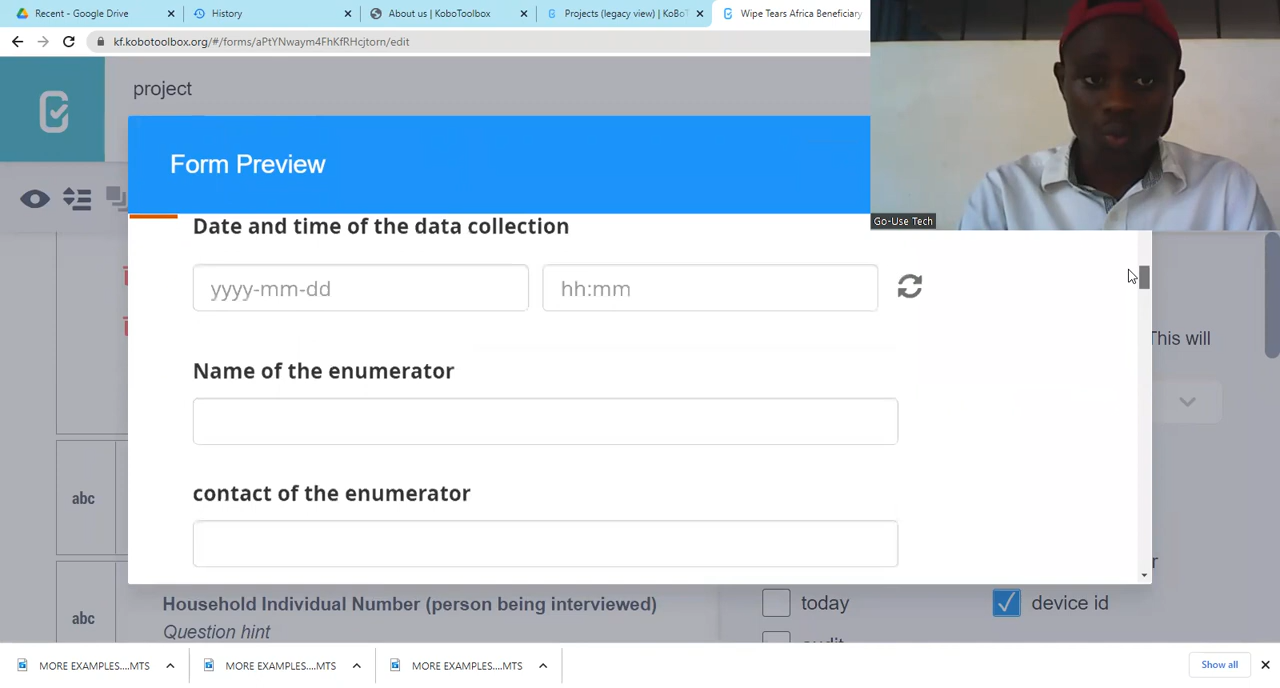 Recent - Google Drive
History
About us | KoboToolbox
Projects (legacy view) | KoBoT
Wipe Tears Africa Beneficiary
kf.kobotoolbox.org/#/forms/aPtYNwaym4FhKfRHcjtorn/edit
project
Form Preview
Go-Use Tech
Date and time of the data collection
yyyy-mm-dd
hh:mm
This will
Name of the enumerator
contact of the enumerator
abc
r
Household Individual Number (person being interviewed)
today
device id
abc
Question hint
MORE EXAMPLES....MTS
MORE EXAMPLES....MTS
MORE EXAMPLES....MTS
Show all